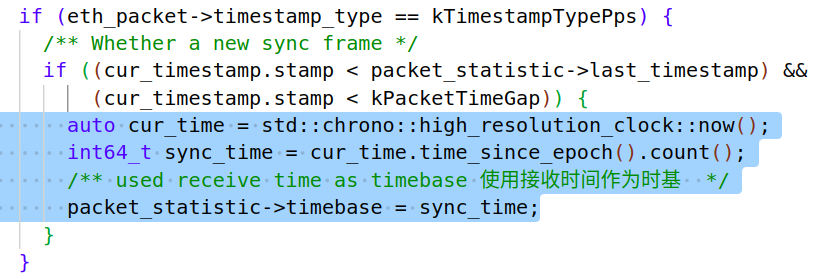 if (eth_packet->timestamp_type == kTimestampTypePps) {
/** Whether a new sync frame */
if ((cur_timestamp.stamp < packet_statistic->last_timestamp) &&
(cur_timestamp.stamp < kPacketTimeGap)) {
auto cur_time = std::chrono::high_resolution_clock::now();
int64_t sync_time = cur_time.time_since_epoch().count();
/** used receive time as timebase 使用接收时间作为时基  */
packet_statistic->timebase = sync_time;
}
}